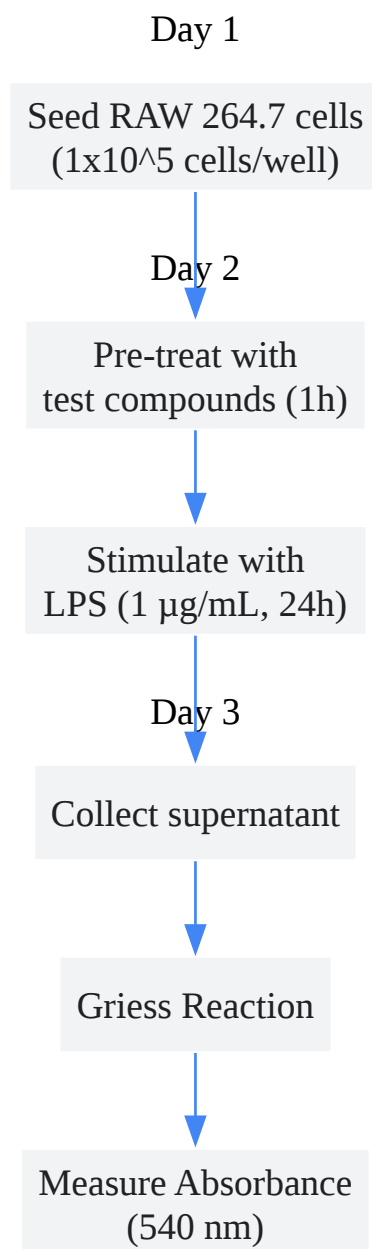 Day 1
Seed RAW 264.7 cells
(1x10^5 cells/well)
Day 2
Pre-treat with
test compounds (1h)
Stimulate with
LPS (1 µg/mL, 24h)
Day 3
Collect supernatant
Griess Reaction
Measure Absorbance
(540 nm)